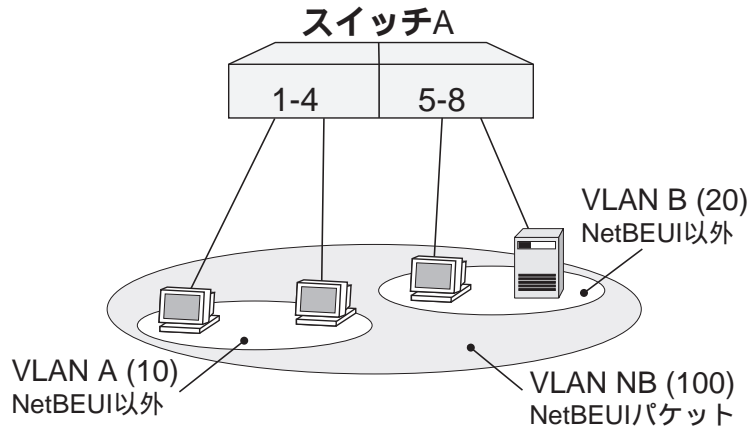 スイッチA
1-4
5-8
VLAN B (20)
NetBEUI以外
VLAN A (10)
NetBEUI以外
VLAN NB (100)
NetBEUIパケット